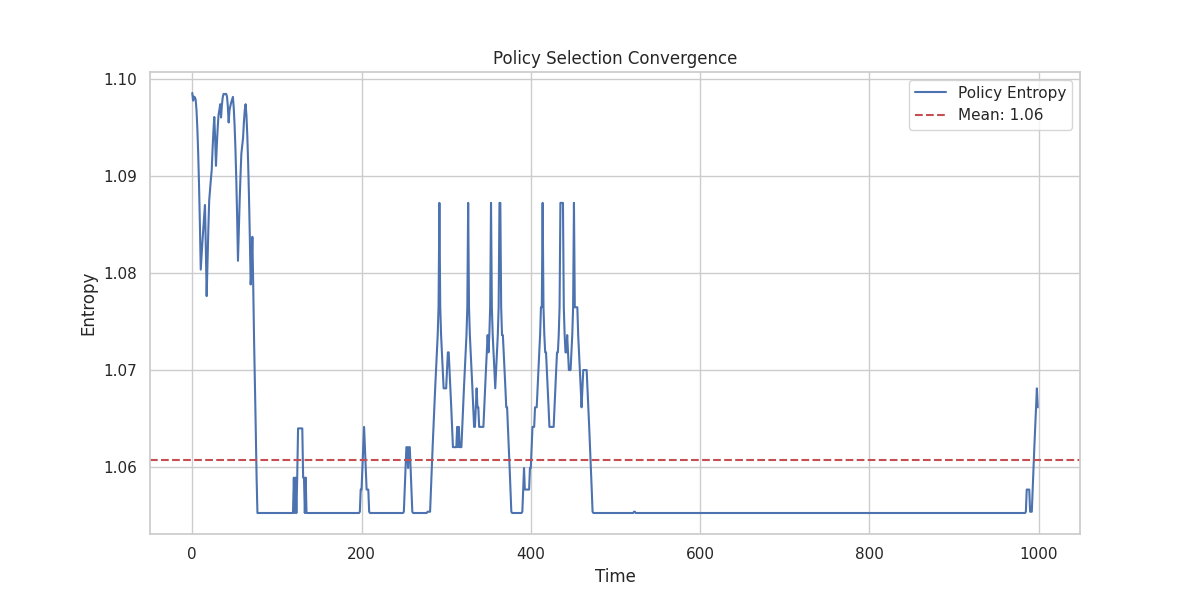 Policy Selection Convergence
Policy Entropy
Mean: 1.06
Entropy
1.10
1.09
1.08
1.07
1.06
0
200
400
600
800
1000
Time